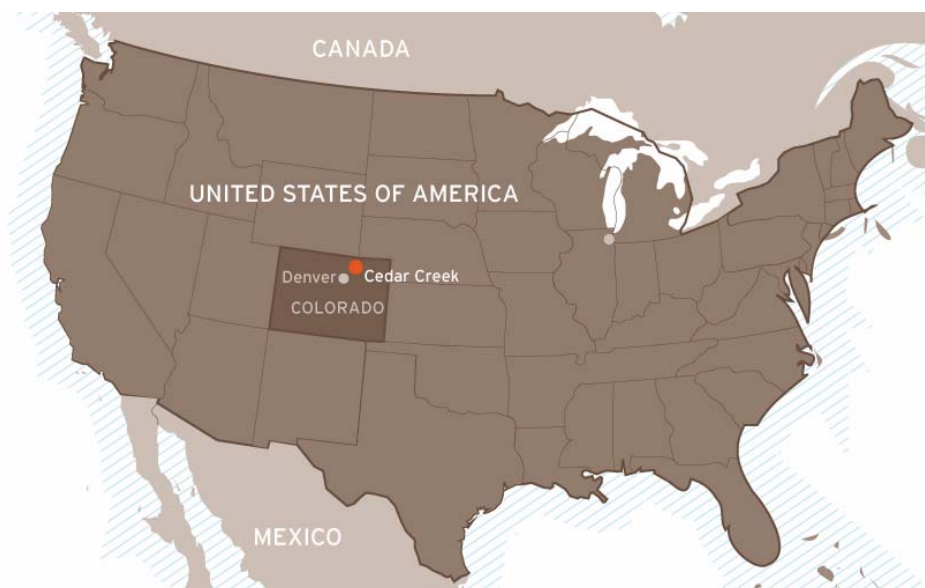 CANADA
UNITED STATES OF AMERICA
Denver
Cedar Creek
COLORADO
MEXICO